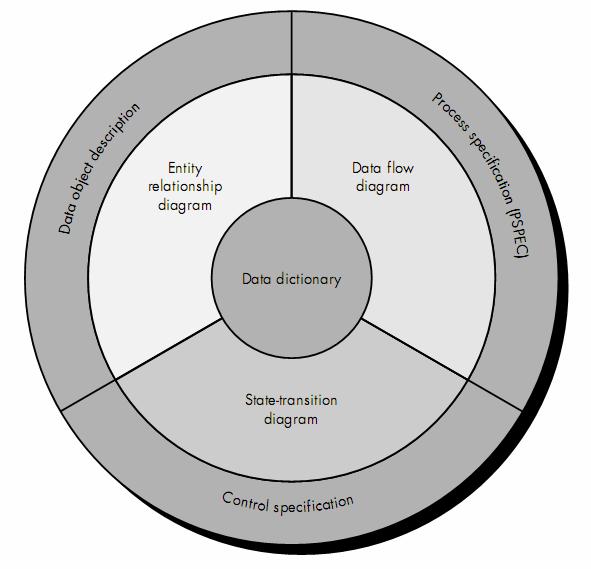 Data object description
Process specification (PSPEC)
Entity
relationship
diagram
Data flow
diagram
Data dictionary
State-transition
diagram
Control specification